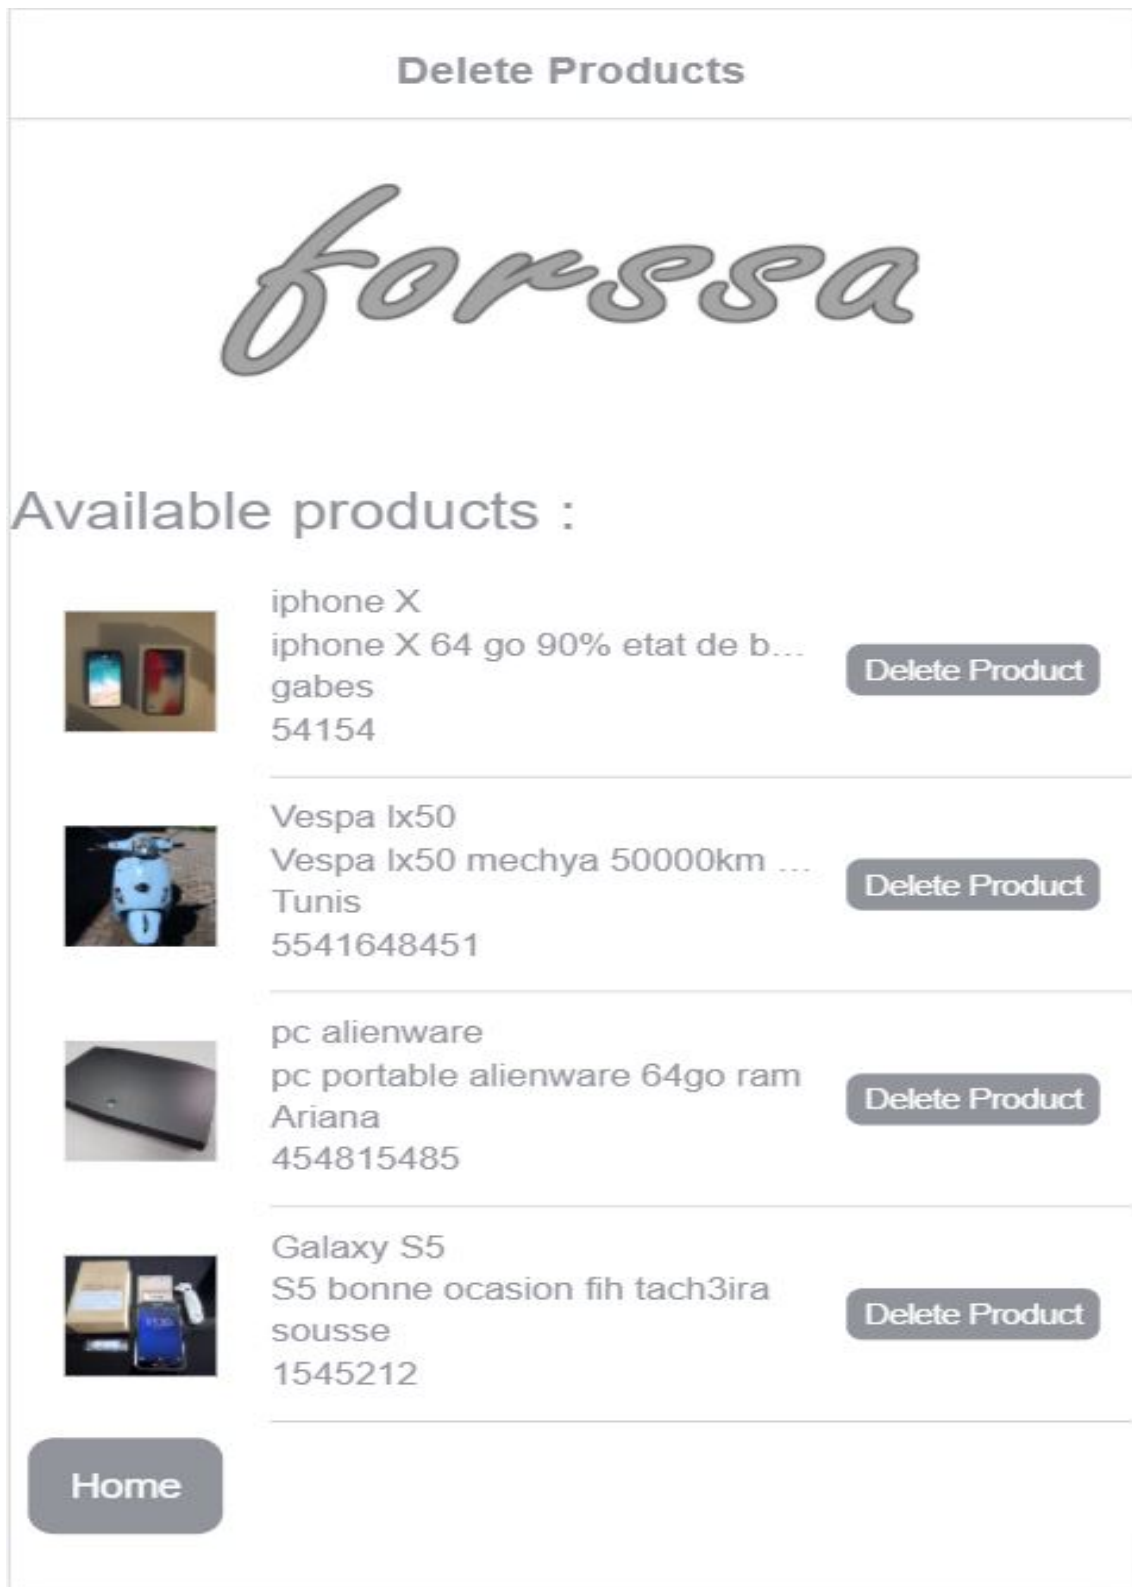 Delete Products
forssa
Available products :
iphone X
iphone X 64 go 90% etat de b...
gabes
54154
Delete Product
Vespa lx50
Vespa lx50 mechya 50000km ...
Tunis
5541648451
Delete Product
pc alienware
pc portable alienware 64go ram
Ariana
454815485
Delete Product
Galaxy S5
S5 bonne ocasion fih tach3ira
sousse
1545212
Delete Product
Home